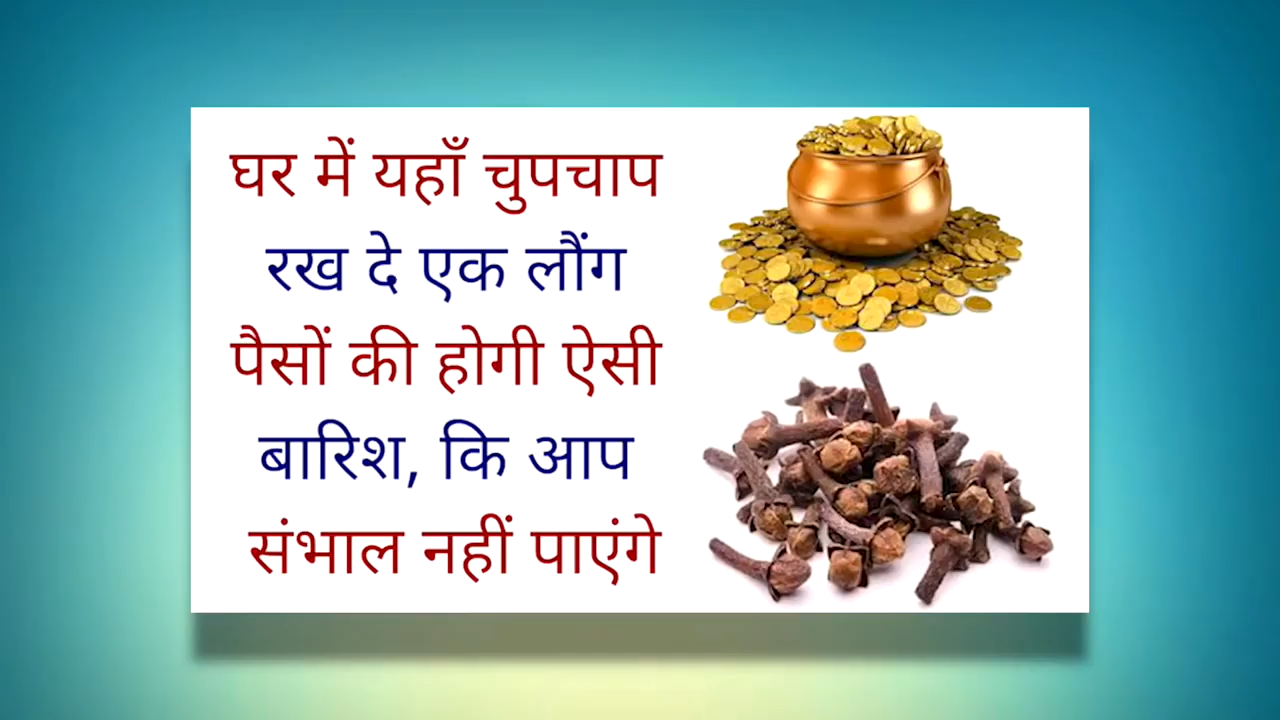 घर में यहाँ चुपचाप
रख दे एक लौंग
पैसों की होगी ऐसी
बारिश, कि आप
संभाल नहीं पाएंगे